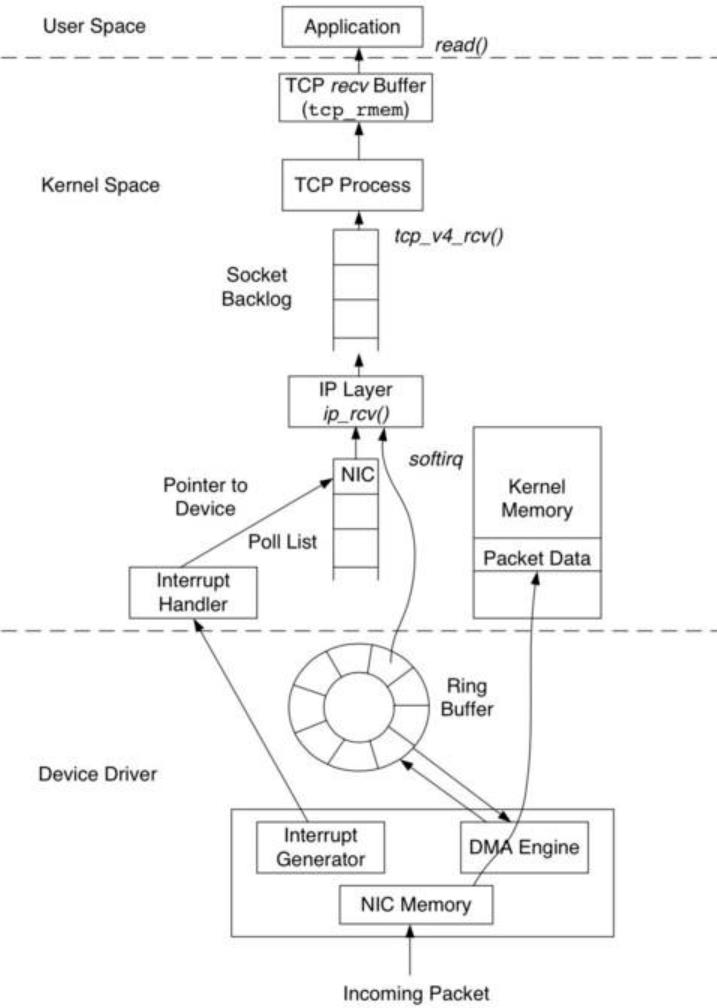 User Space
Application
read()
TCP recv Buffer
(tcp_rmem)
Kernel Space
TCP Process
tcp_v4_rcv()
Socket
Backlog
IP Layer
ip_rcv()
softirq
NIC
Pointer to
Device
Kernel
Memory
Poll List
Packet Data
Interrupt
Handler
Ring
Buffer
Device Driver
Interrupt
Generator
DMA Engine
NIC Memory
Incoming Packet